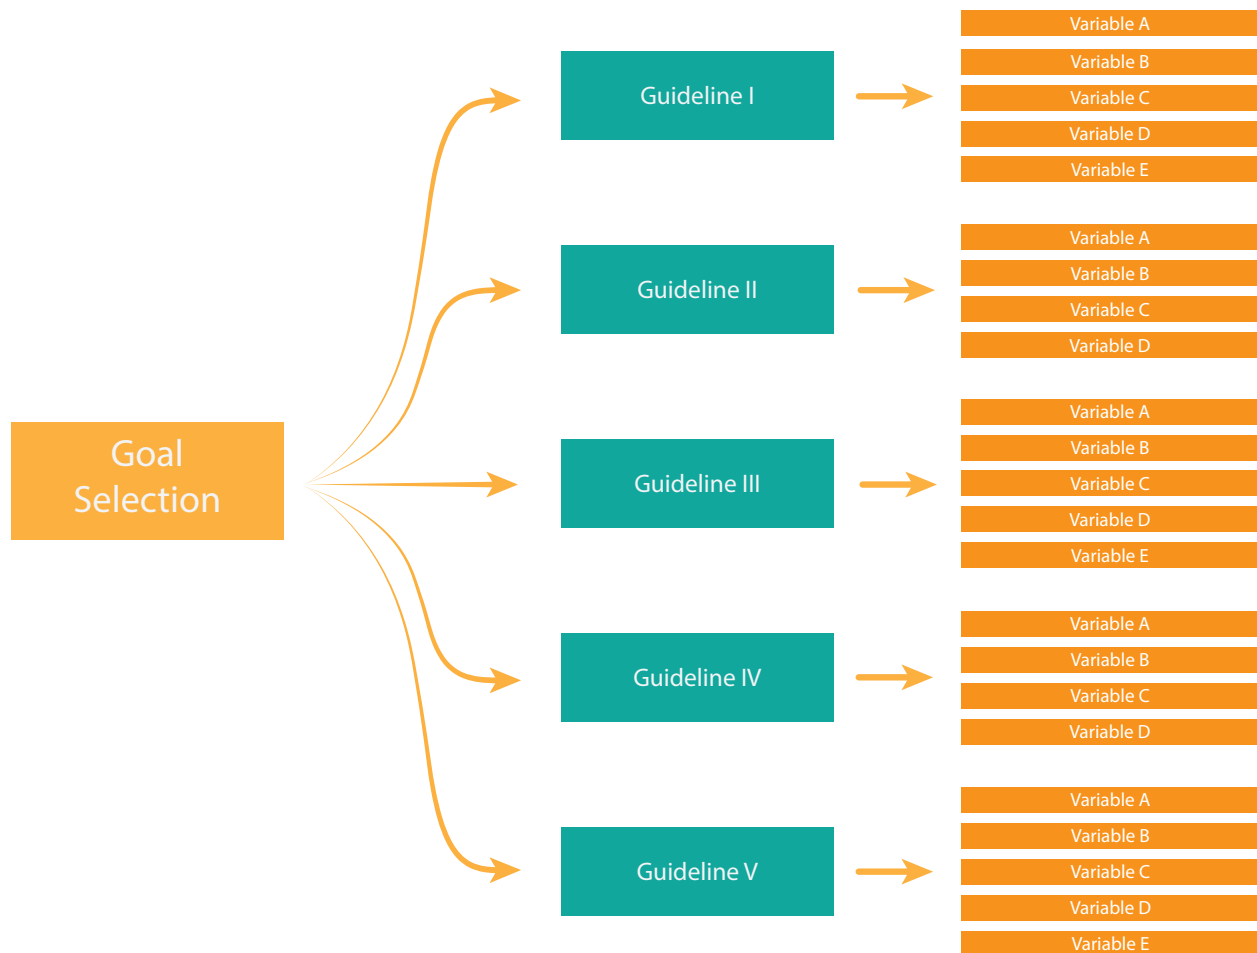 Goal
Selection
Guideline I
Variable A
Variable B
Variable C
Variable D
Variable E
Guideline II
Variable A
Variable B
Variable C
Variable D
Guideline III
Variable A
Variable B
Variable C
Variable D
Variable E
Guideline IV
Variable A
Variable B
Variable C
Variable D
Guideline V
Variable A
Variable B
Variable C
Variable D
Variable E